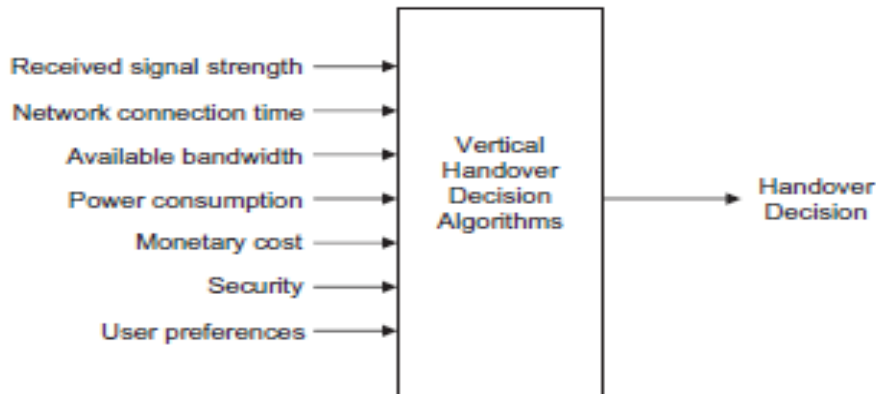 Received signal strength
Network connection time
Available bandwidth
Power consumption
Monetary cost
Security
User preferences
Vertical
Handover
Decision
Algorithms
Handover
Decision